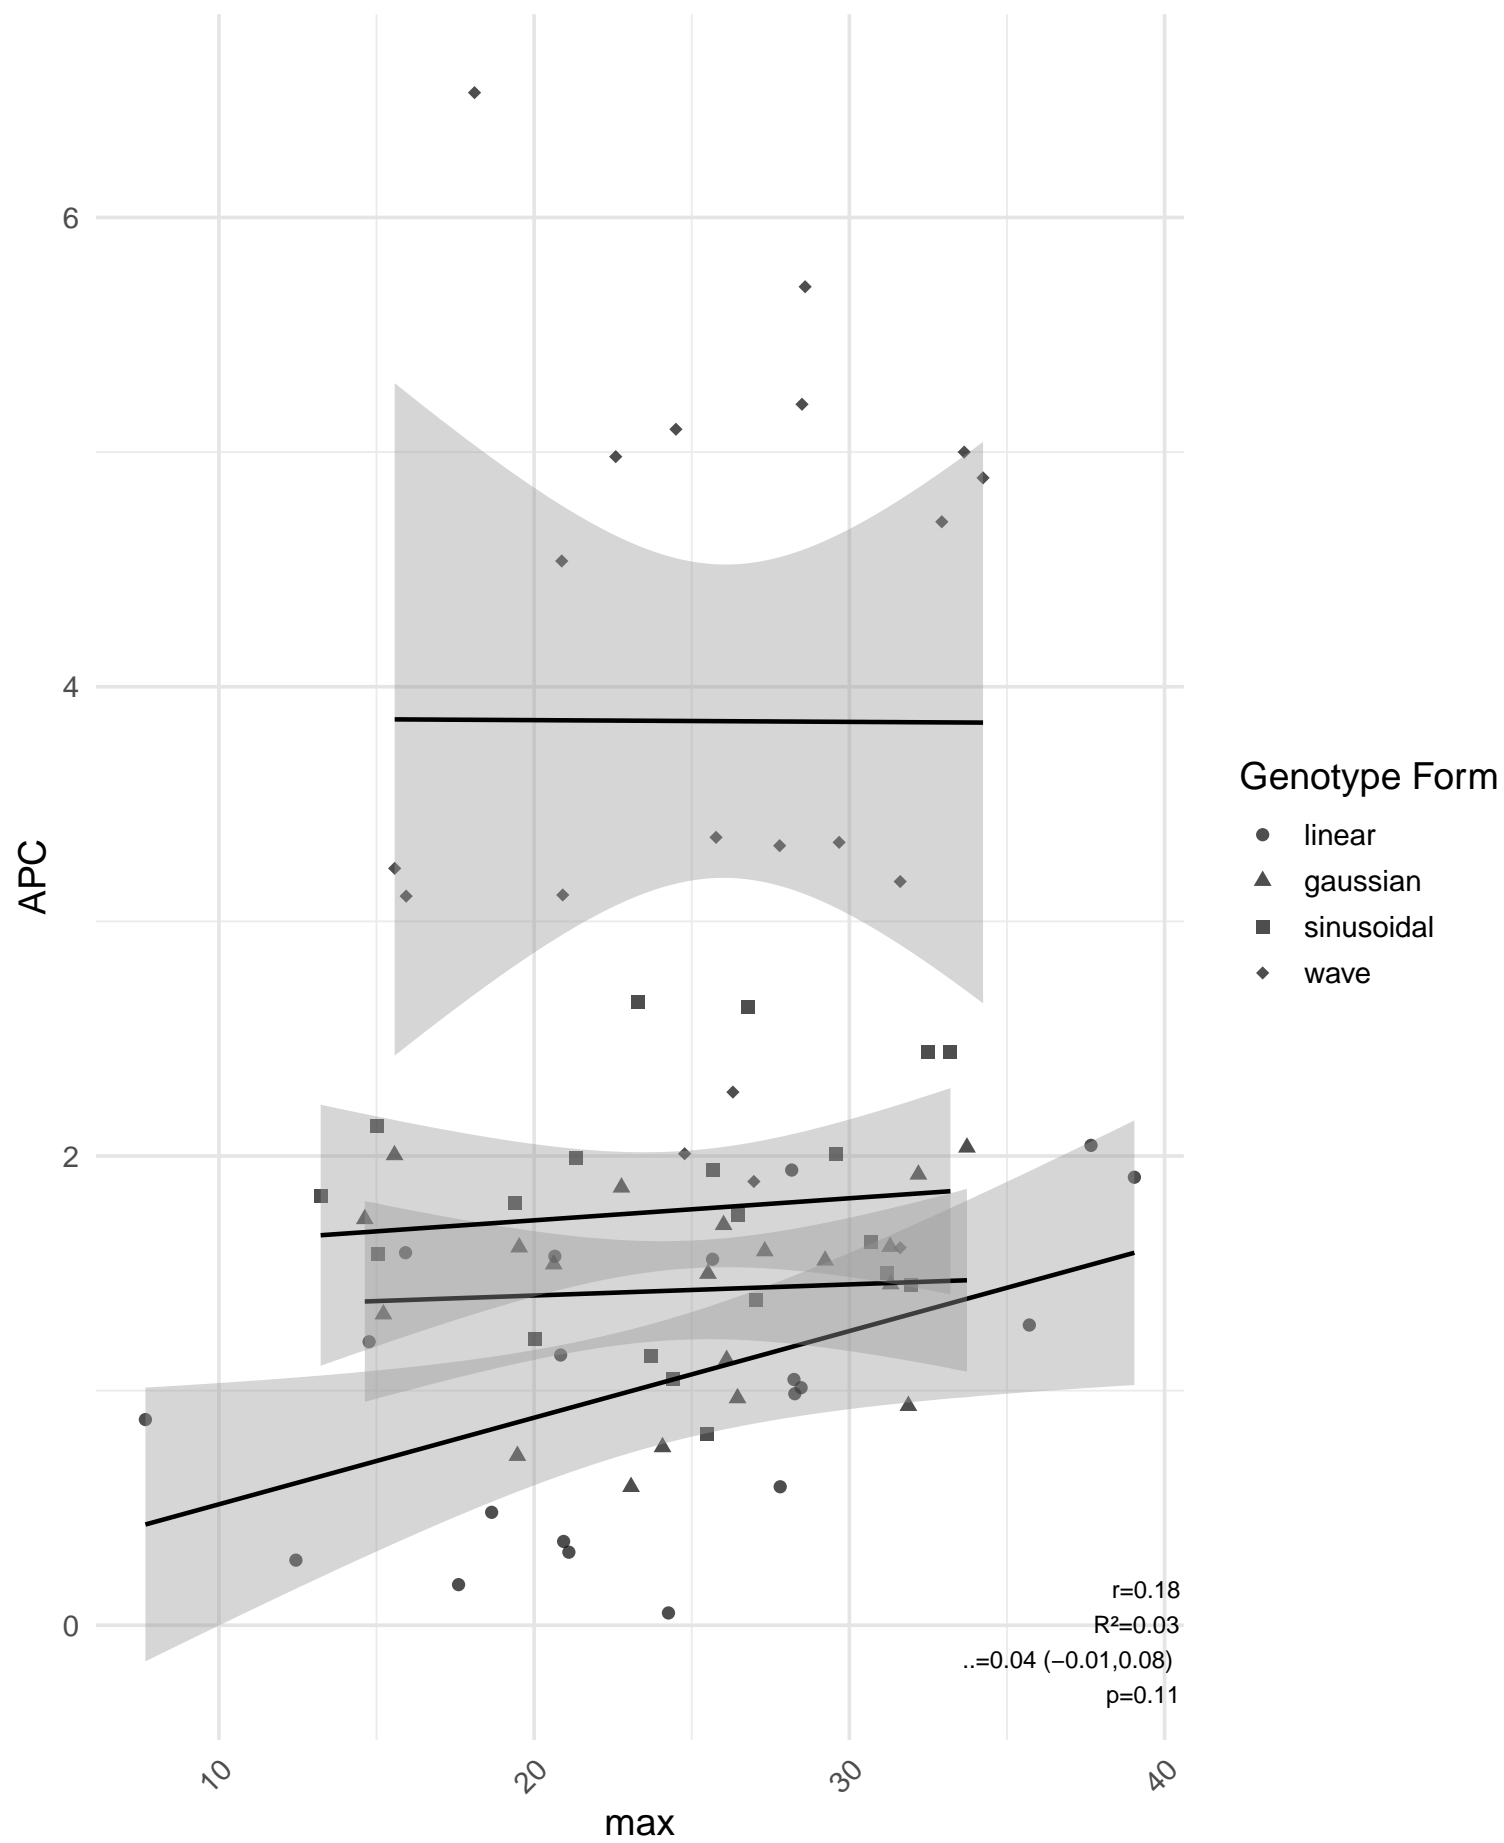 6
4
2
0
APC
10
20
30
40
max
Genotype Form
linear
gaussian
sinusoidal
wave
r=0.18
R²=0.03
..=0.04 (−0.01,0.08)
p=0.11